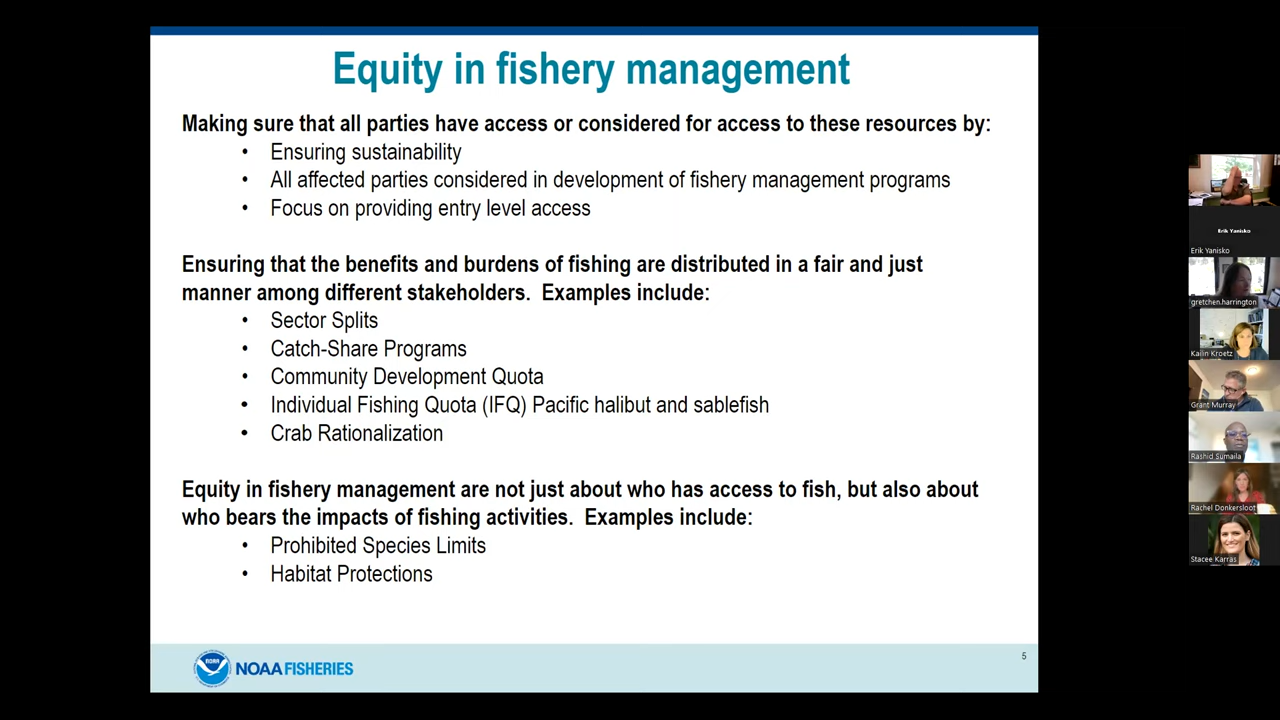 Equity in fishery management
Making sure that all parties have access or considered for access to these resources by:
• Ensuring sustainability
• All affected parties considered in development of fishery management programs
• Focus on providing entry level access
Ensuring that the benefits and burdens of fishing are distributed in a fair and just
manner among different stakeholders. Examples include:
• Sector Splits
• Catch-Share Programs
• Community Development Quota
• Individual Fishing Quota (IFQ) Pacific halibut and sablefish
• Crab Rationalization
Equity in fishery management are not just about who has access to fish, but also about
who bears the impacts of fishing activities. Examples include:
• Prohibited Species Limits
• Habitat Protections
5
NOAA
NOAA FISHERIES
Erik Yanisko
Erik Yanisko
gretchen.harrington
Kailin Kroetz
Grant Murray
Rashid Sumaila
Rachel Donkersloot
Stacee Karras